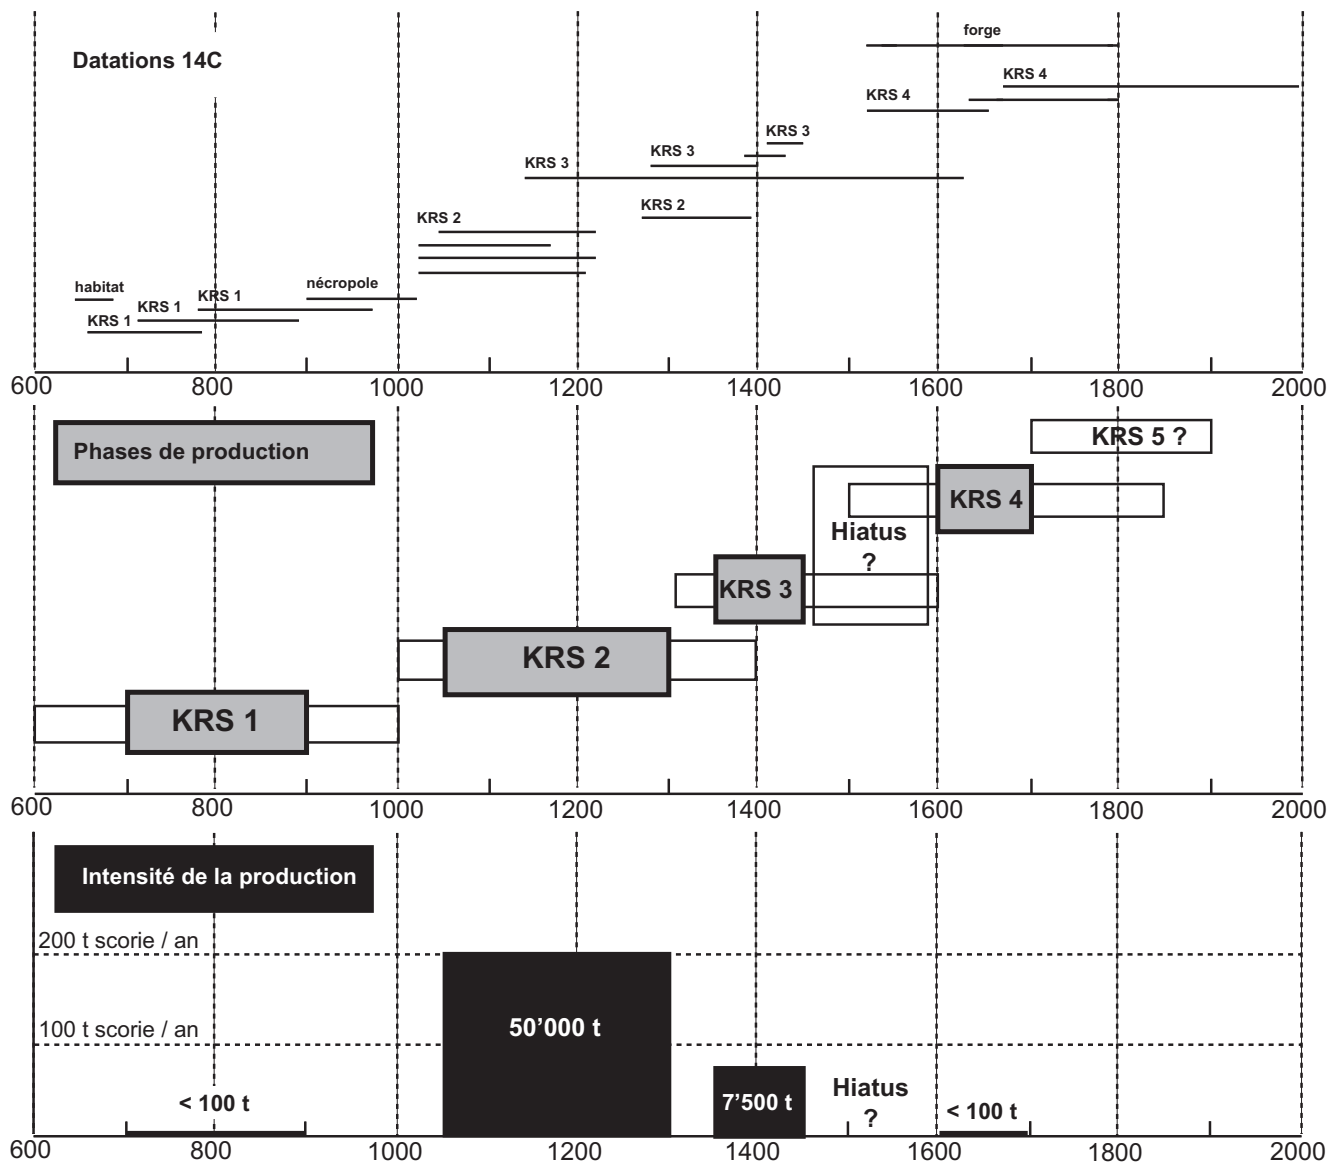 forge
Datations 14C
KRS 4
KRS 4
KRS 3
KRS 3
KRS 3
KRS 2
KRS 2
habitat
nécropole
KRS 1
KRS 1
KRS 1
600 800 1000 1200 1400 1600 1800 2000
KRS 5 ?
Phases de production
KRS 4
Hiatus
?
KRS 3
KRS 2
KRS 1
600 800 1000 1200 1400 1600 1800 2000
Intensité de la production
200 t scorie / an
100 t scorie / an
50’000 t
Hiatus
?
< 100 t
7’500 t
< 100 t
600 800 1000 1200 1400 1600 1800 2000